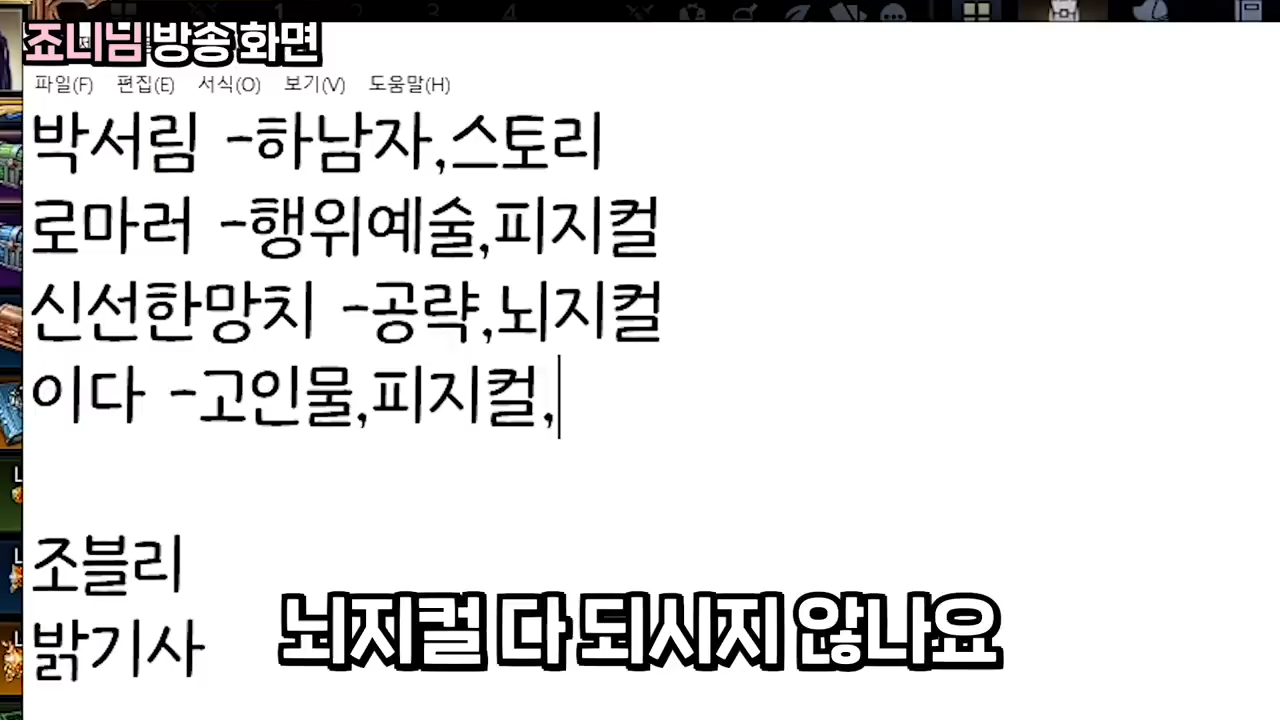 죠니님 방송 화면
파일(F) 편집(E) 서식(O) 보기(V) 도움말(H)
박서림 -하남자,스토리
로마러 -행위예술,피지컬
신선한망치 -공략,뇌지컬
이다 -고인물,피지컬,
조블리
밝기사
뇌지컬 다 되시지 않나요